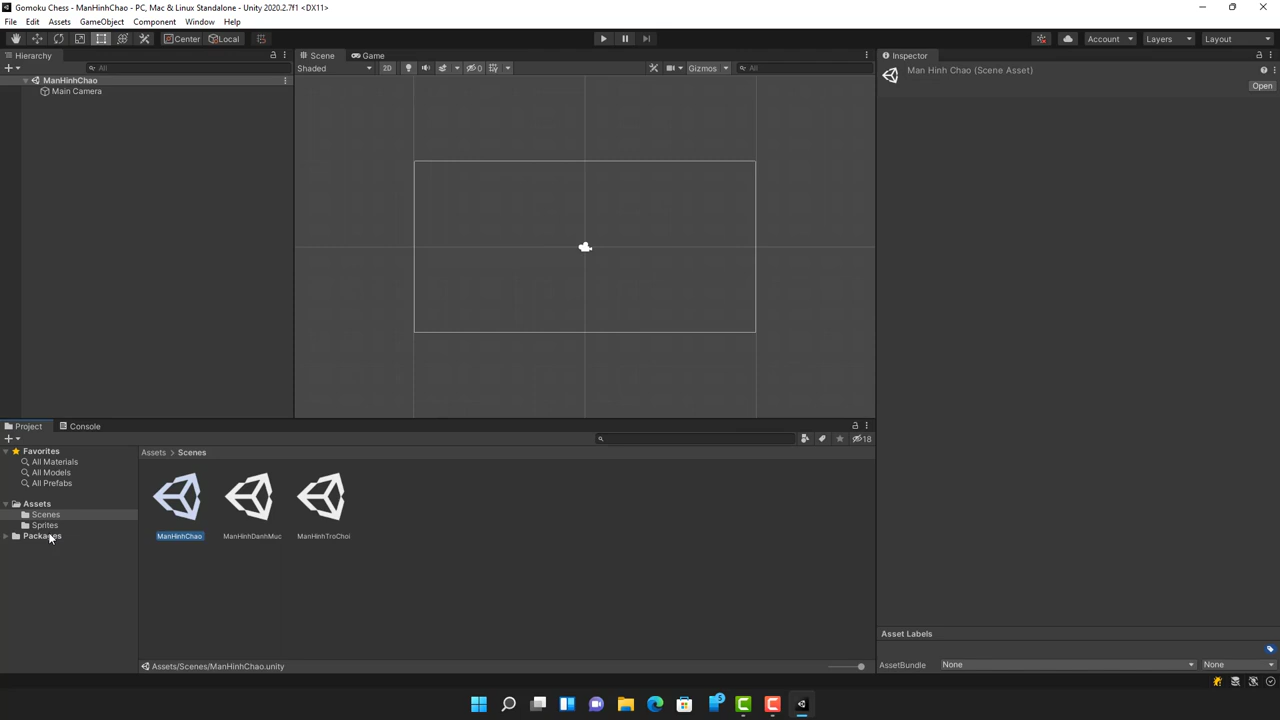 Gomoku Chess - ManHinhChao - PC, Mac & Linux Standalone - Unity 2020.2.7f1 <DX11>
File Edit Assets GameObject Component Window Help
Center Local Account Layers Layout
Hierarchy
All
ManHinhChao
Main Camera
Scene Game
Shaded 2D 0 Gizmos All
Inspector
Man Hinh Chao (Scene Asset)
Open
Project Console
18
Favorites
All Materials
All Models
All Prefabs
Assets
Scenes
Sprites
Packages
Assets > Scenes
ManHinhChao ManHinhDanhMuc ManHinhTroChoi
Assets/Scenes/ManHinhChao.unity
Asset Labels
AssetBundle None None